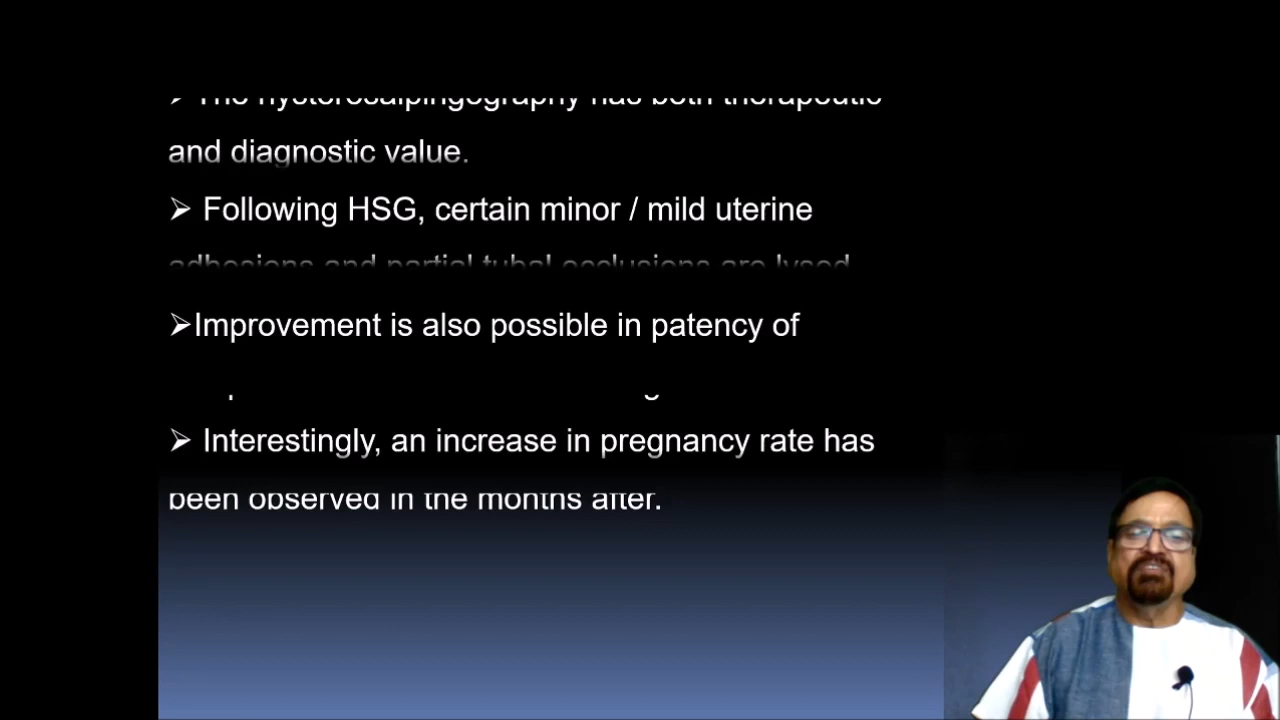 ➢ The hysterosalpingography has both therapeutic
and diagnostic value.
➢ Following HSG, certain minor / mild uterine
adhesions and partial tubal occlusions are lysed
➢Improvement is also possible in patency of
➢ Interestingly, an increase in pregnancy rate has
been observed in the months after.